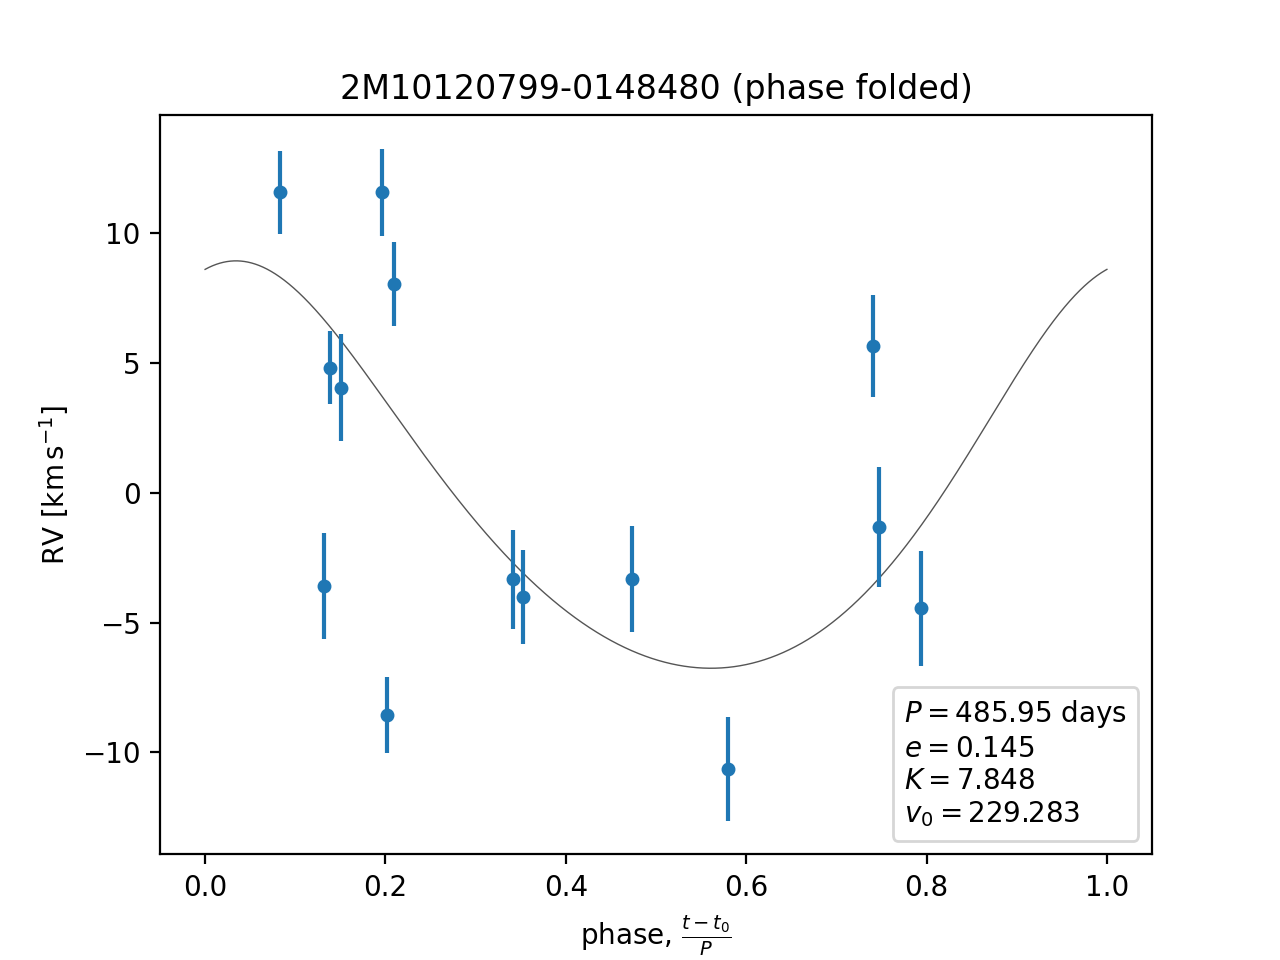 2M10120799-0148480 (phase folded)
RV [km s⁻¹]
10
5
0
−5
−10
0.0 0.2 0.4 0.6 0.8 1.0
phase, (t − t₀)/P
P = 485.95 days
e = 0.145
K = 7.848
v₀ = 229.283